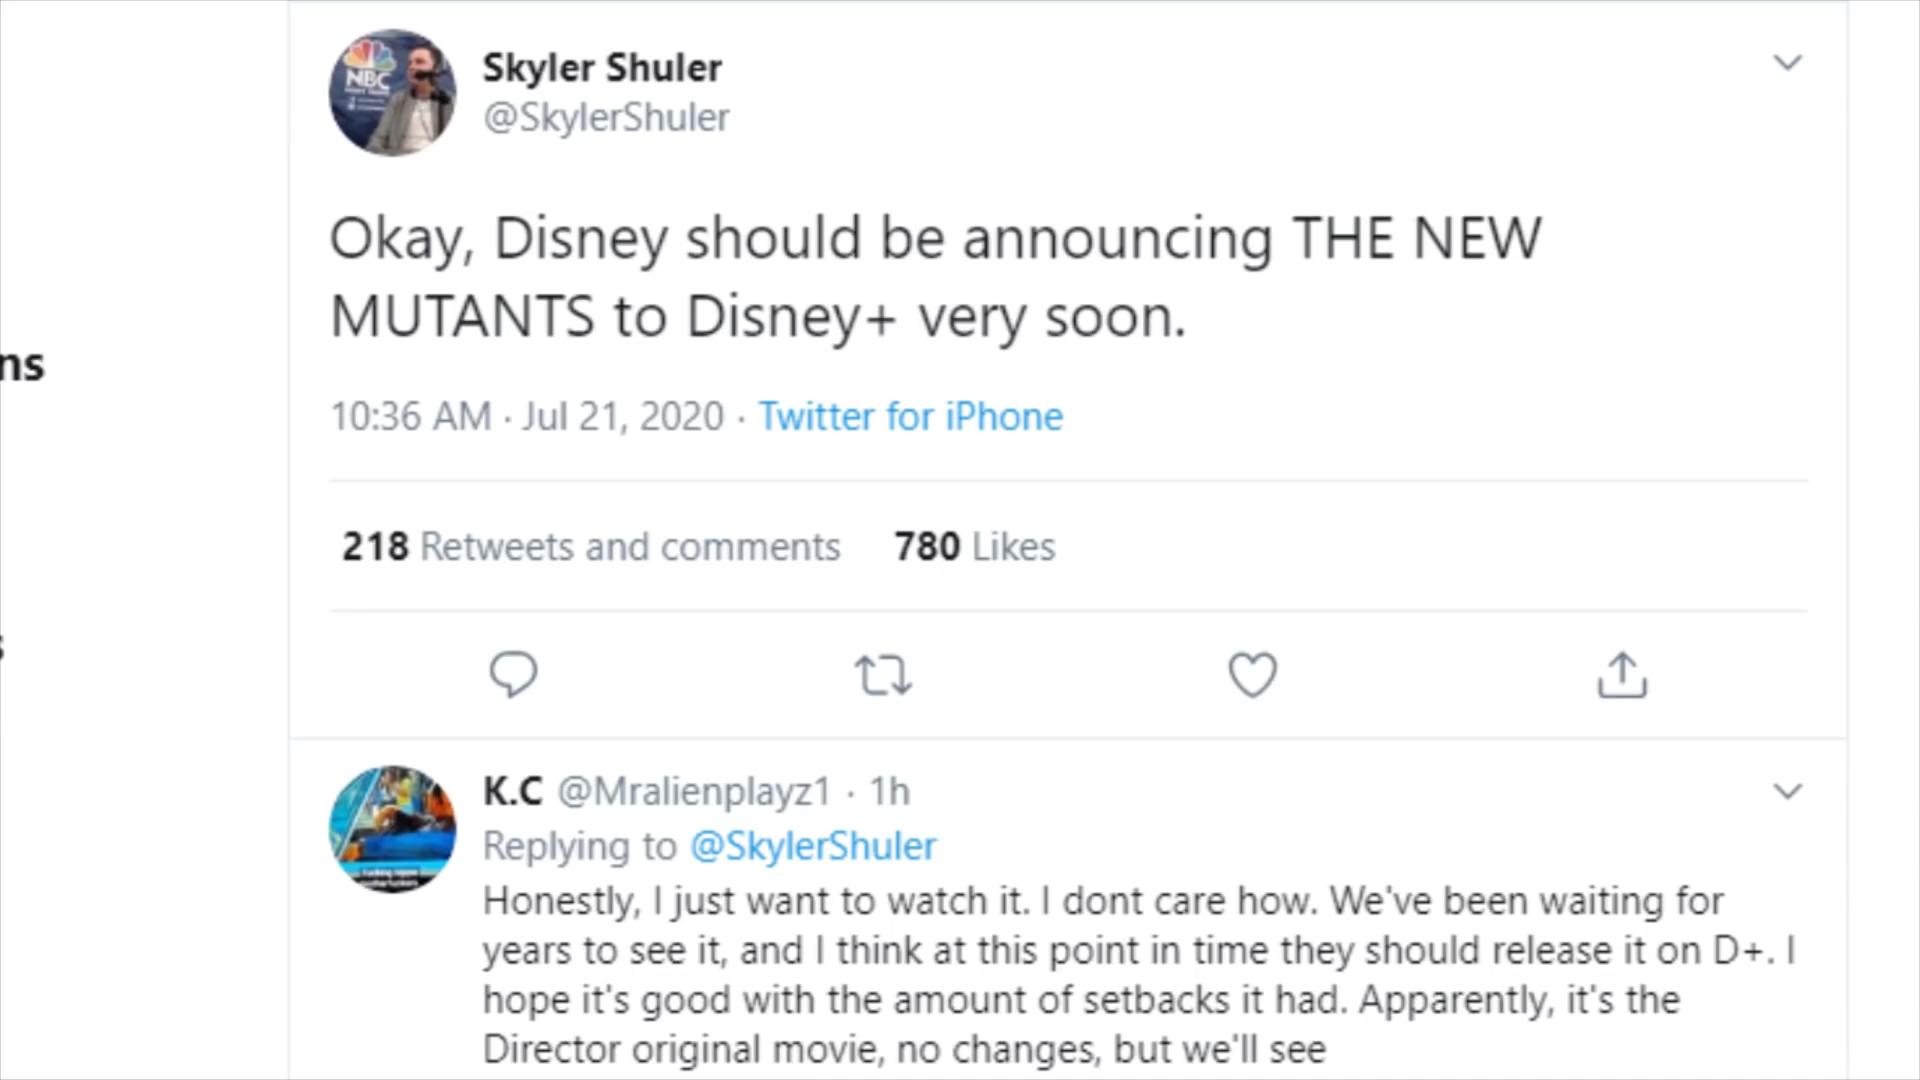 Skyler Shuler
@SkylerShuler
Okay, Disney should be announcing THE NEW
MUTANTS to Disney+ very soon.
ns
10:36 AM · Jul 21, 2020 · Twitter for iPhone
218 Retweets and comments 780 Likes
s
K.C @Mralienplayz1 · 1h
Replying to @SkylerShuler
Honestly, I just want to watch it. I dont care how. We've been waiting for
years to see it, and I think at this point in time they should release it on D+. I
hope it's good with the amount of setbacks it had. Apparently, it's the
Director original movie, no changes, but we'll see
NBC